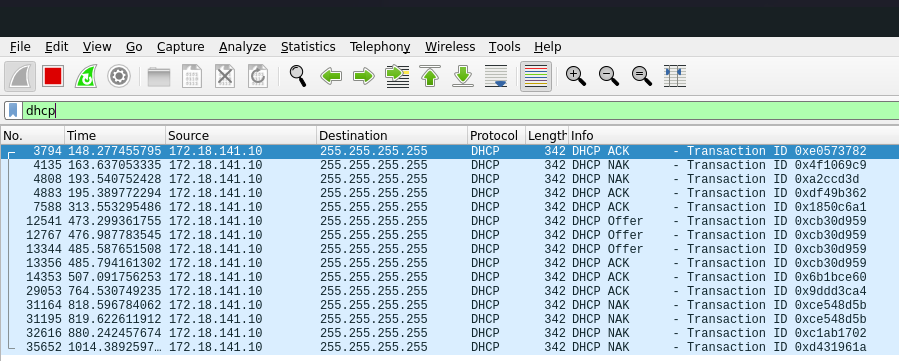 File Edit View Go Capture Analyze Statistics Telephony Wireless Tools Help
dhcp
No. Time Source Destination Protocol Length Info
3794 148.277455795 172.18.141.10 255.255.255.255 DHCP 342 DHCP ACK - Transaction ID 0xe0573782
4135 163.637053335 172.18.141.10 255.255.255.255 DHCP 342 DHCP NAK - Transaction ID 0x4f1069c9
4808 193.540752428 172.18.141.10 255.255.255.255 DHCP 342 DHCP NAK - Transaction ID 0xa2ccd3d
4883 195.389772294 172.18.141.10 255.255.255.255 DHCP 342 DHCP ACK - Transaction ID 0xdf49b362
7588 313.553295486 172.18.141.10 255.255.255.255 DHCP 342 DHCP ACK - Transaction ID 0x1850c6a1
12541 473.299361755 172.18.141.10 255.255.255.255 DHCP 342 DHCP Offer - Transaction ID 0xcb30d959
12767 476.987783545 172.18.141.10 255.255.255.255 DHCP 342 DHCP Offer - Transaction ID 0xcb30d959
13344 485.587651508 172.18.141.10 255.255.255.255 DHCP 342 DHCP Offer - Transaction ID 0xcb30d959
13356 485.794161302 172.18.141.10 255.255.255.255 DHCP 342 DHCP ACK - Transaction ID 0xcb30d959
14353 507.091756253 172.18.141.10 255.255.255.255 DHCP 342 DHCP ACK - Transaction ID 0x6b1bce60
29053 764.530749235 172.18.141.10 255.255.255.255 DHCP 342 DHCP ACK - Transaction ID 0x9ddd3ca4
31164 818.596784062 172.18.141.10 255.255.255.255 DHCP 342 DHCP NAK - Transaction ID 0xce548d5b
31195 819.622611912 172.18.141.10 255.255.255.255 DHCP 342 DHCP NAK - Transaction ID 0xce548d5b
32616 880.242457674 172.18.141.10 255.255.255.255 DHCP 342 DHCP NAK - Transaction ID 0xc1ab1702
35652 1014.3892597… 172.18.141.10 255.255.255.255 DHCP 342 DHCP NAK - Transaction ID 0xd431961a